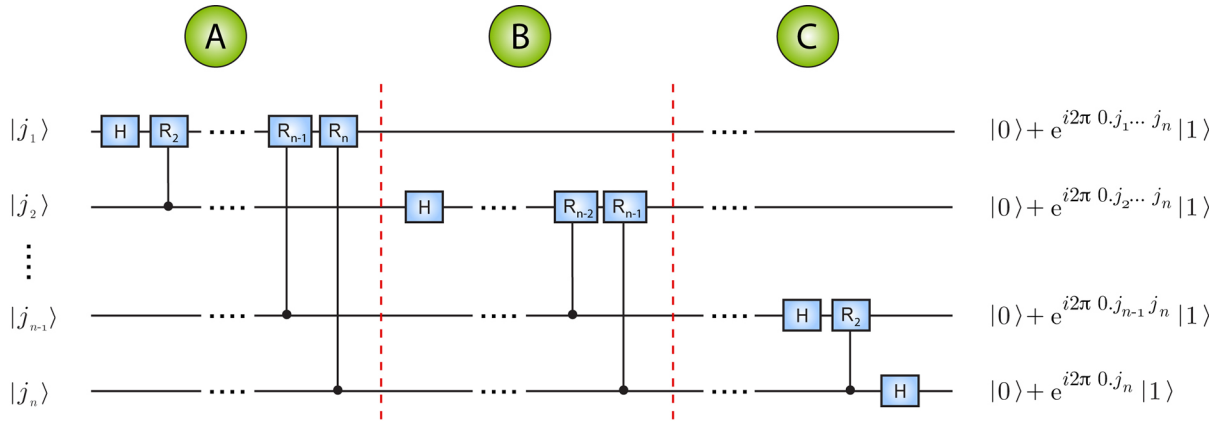 A B C
|j₁⟩ H R₂ .... Rₙ₋₁ Rₙ .... |0⟩ + e^{i2π 0.j₁... jₙ} |1⟩
|j₂⟩ .... H .... Rₙ₋₂ Rₙ₋₁ .... |0⟩ + e^{i2π 0.j₂... jₙ} |1⟩
....
|jₙ₋₁⟩ .... .... .... H R₂ |0⟩ + e^{i2π 0.jₙ₋₁ jₙ} |1⟩
|jₙ⟩ .... .... .... H |0⟩ + e^{i2π 0.jₙ} |1⟩